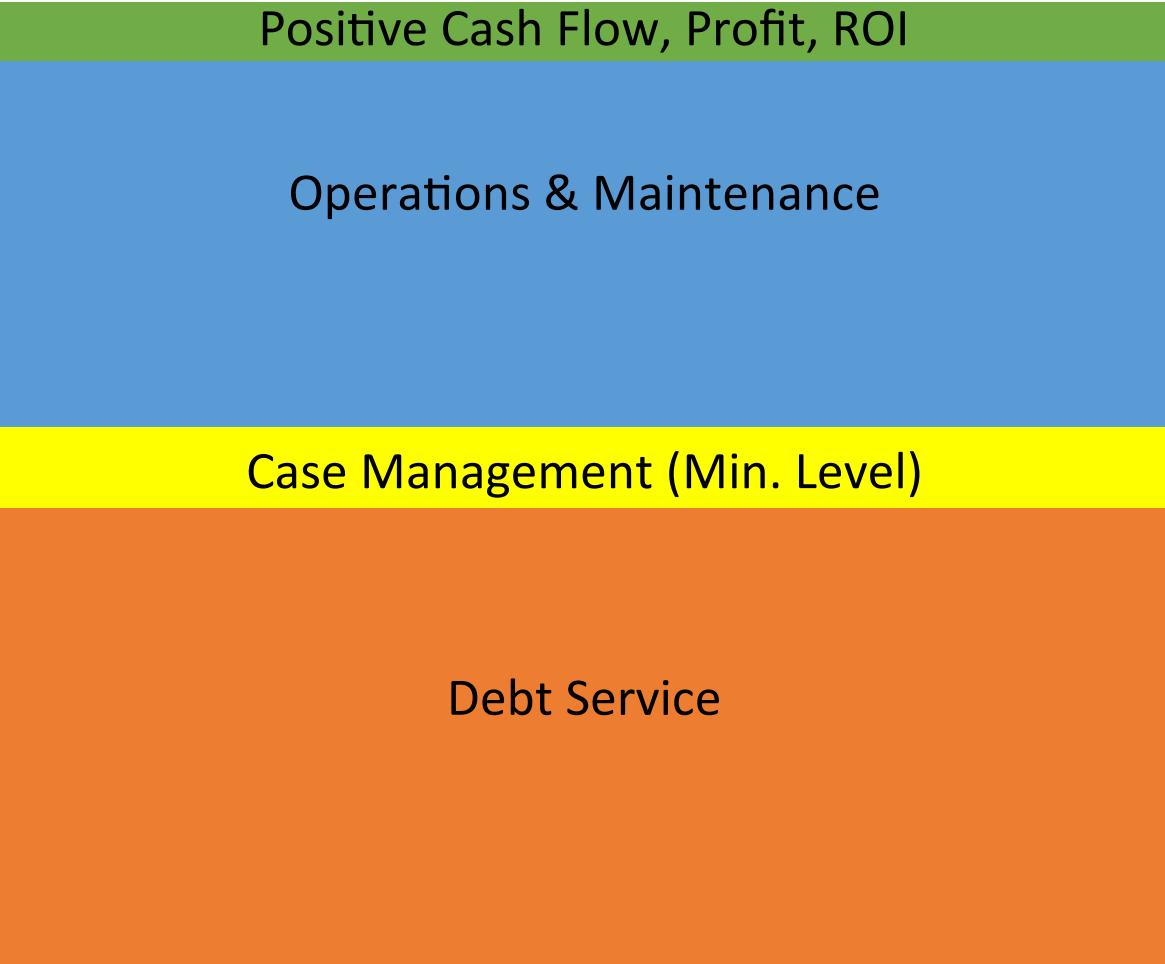 Positive Cash Flow, Profit, ROI
Operations & Maintenance
Case Management (Min. Level)
Debt Service